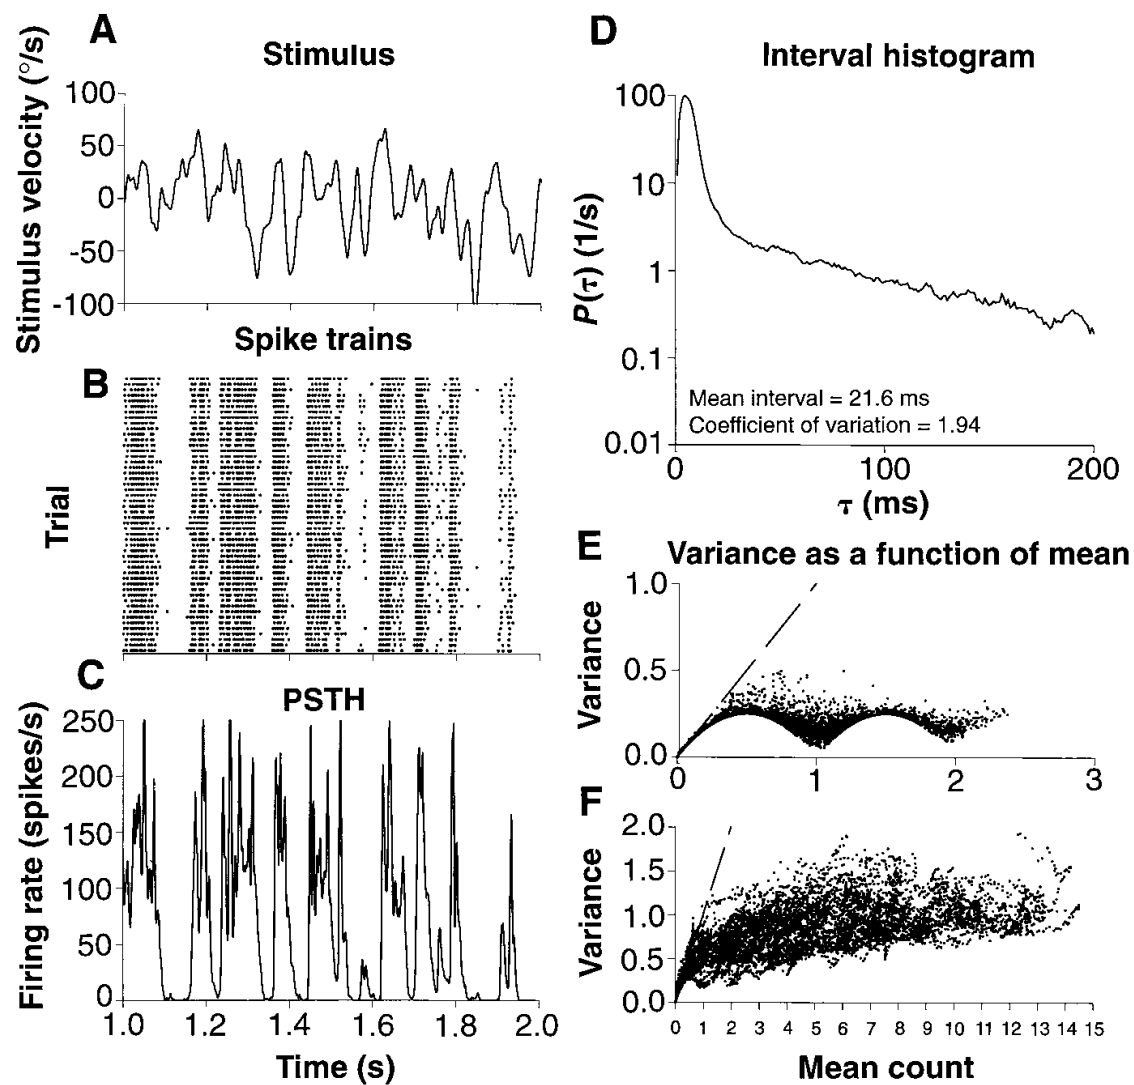 A
Stimulus
Stimulus velocity (°/s)
100
50
0
-50
-100
Spike trains
B
Trial
C
PSTH
Firing rate (spikes/s)
250
200
150
100
50
0
1.0 1.2 1.4 1.6 1.8 2.0
Time (s)
D
Interval histogram
P(τ) (1/s)
100
10
1
0.1
0.01
Mean interval = 21.6 ms
Coefficient of variation = 1.94
0 100 200
τ (ms)
E
Variance as a function of mean
Variance
1.0
0.5
0.0
0 1 2 3
F
Variance
2.0
1.5
1.0
0.5
0.0
0 1 2 3 4 5 6 7 8 9 10 11 12 13 14 15
Mean count